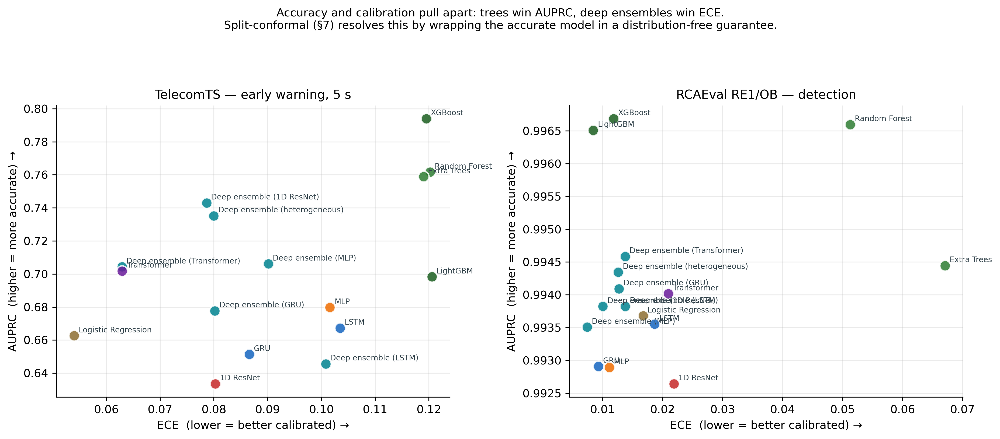 Accuracy and calibration pull apart: trees win AUPRC, deep ensembles win ECE.
Split-conformal (§7) resolves this by wrapping the accurate model in a distribution-free guarantee.
TelecomTS — early warning, 5 s
AUPRC (higher = more accurate) →
0.80
0.78
0.76
0.74
0.72
0.70
0.68
0.66
0.64
XGBoost
Random Forest
Extra Trees
Deep ensemble (1D ResNet)
Deep ensemble (heterogeneous)
Deep ensemble (Transformer)
Transformer
Deep ensemble (MLP)
LightGBM
MLP
Deep ensemble (GRU)
LSTM
Logistic Regression
GRU
Deep ensemble (LSTM)
1D ResNet
0.06 0.07 0.08 0.09 0.10 0.11 0.12
ECE (lower = better calibrated) →
RCAEval RE1/OB — detection
AUPRC (higher = more accurate) →
0.9965
0.9960
0.9955
0.9950
0.9945
0.9940
0.9935
0.9930
0.9925
XGBoost
Random Forest
LightGBM
Deep ensemble (Transformer)
Extra Trees
Deep ensemble (heterogeneous)
Deep ensemble (GRU)
Transformer
Deep ensemble (1D ResNet)
Deep ensemble (LSTM)
Logistic Regression
LSTM
Deep ensemble (MLP)
GRU
MLP
1D ResNet
0.01 0.02 0.03 0.04 0.05 0.06 0.07
ECE (lower = better calibrated) →